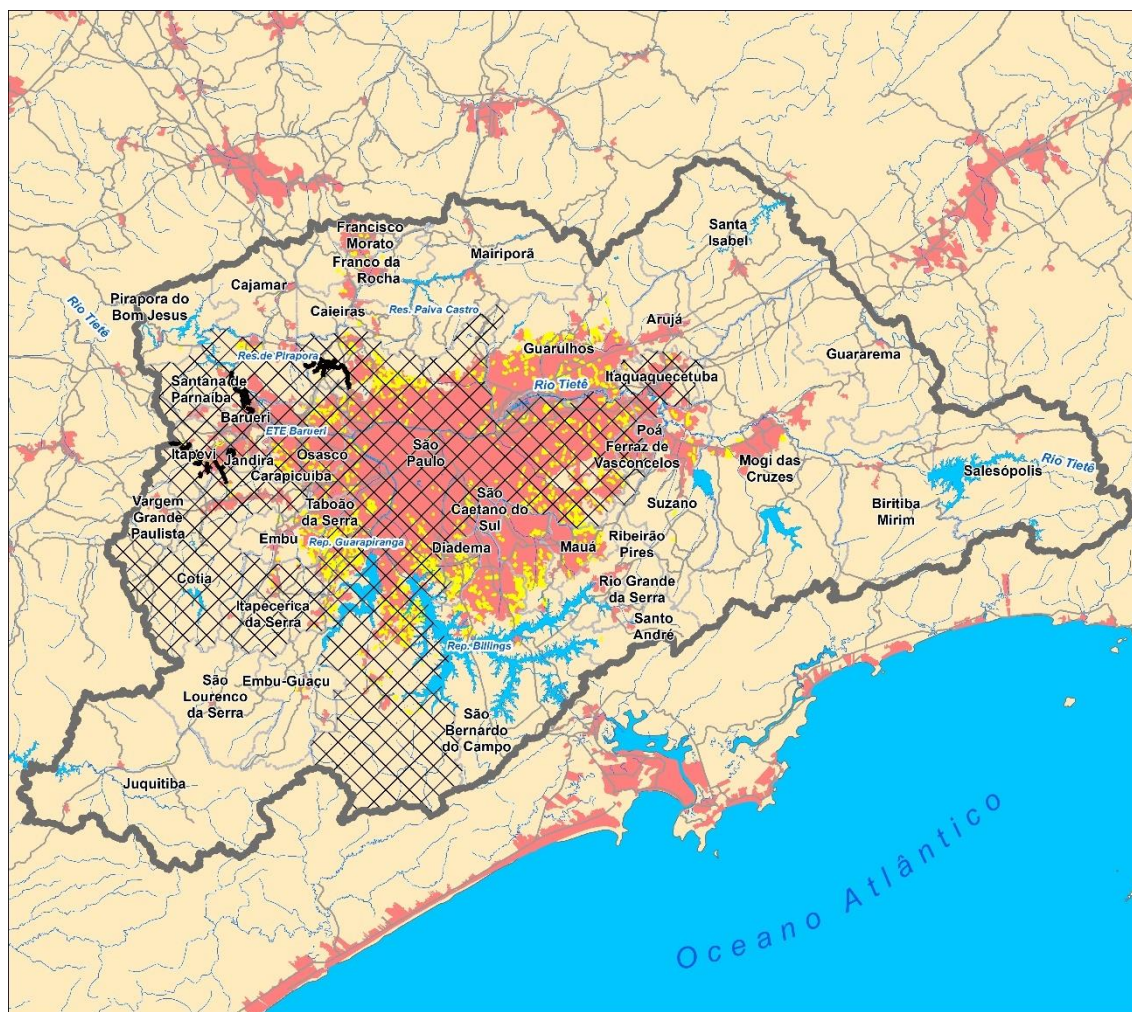 Francisco
Morato
Franco da
Rocha
Mairiporã
Santa
Isabel
Cajamar
Rio Tietê
Pirapora do
Bom Jesus
Caieiras
Res. Paiva Castro
Arujá
Guarulhos
Guararema
Res.de Pirapora
Itaquaquecetuba
Santana de
Parnaíba
Rio Tietê
Barueri
ETE Barueri
Poá
Itapevi
Jandira
Osasco
São
Paulo
Ferraz de
Vasconcelos
Carapicuiba
Mogi das
Cruzes
Salesópolis
Rio Tietê
Vargem
Grande
Paulista
Taboão
da Serra
São
Caetano do
Sul
Suzano
Biritiba
Mirim
Embu
Rep. Guarapiranga
Diadema
Mauá
Ribeirão
Pires
Cotia
Itapecerica
da Serra
Rio Grande
da Serra
Santo
André
Rep. Billings
São
Lourenco
da Serra
Embu-Guaçu
São
Bernardo
do Campo
Juquitiba
Oceano Atlântico